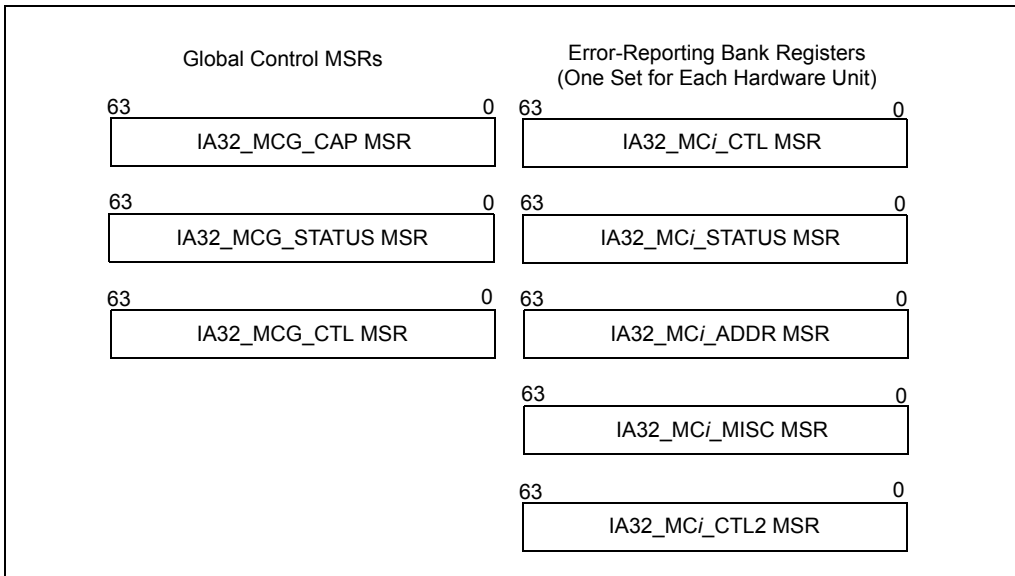 Global Control MSRs
63 0
IA32_MCG_CAP MSR
63 0
IA32_MCG_STATUS MSR
63 0
IA32_MCG_CTL MSR
Error-Reporting Bank Registers
(One Set for Each Hardware Unit)
63 0
IA32_MCi_CTL MSR
63 0
IA32_MCi_STATUS MSR
63 0
IA32_MCi_ADDR MSR
63 0
IA32_MCi_MISC MSR
63 0
IA32_MCi_CTL2 MSR